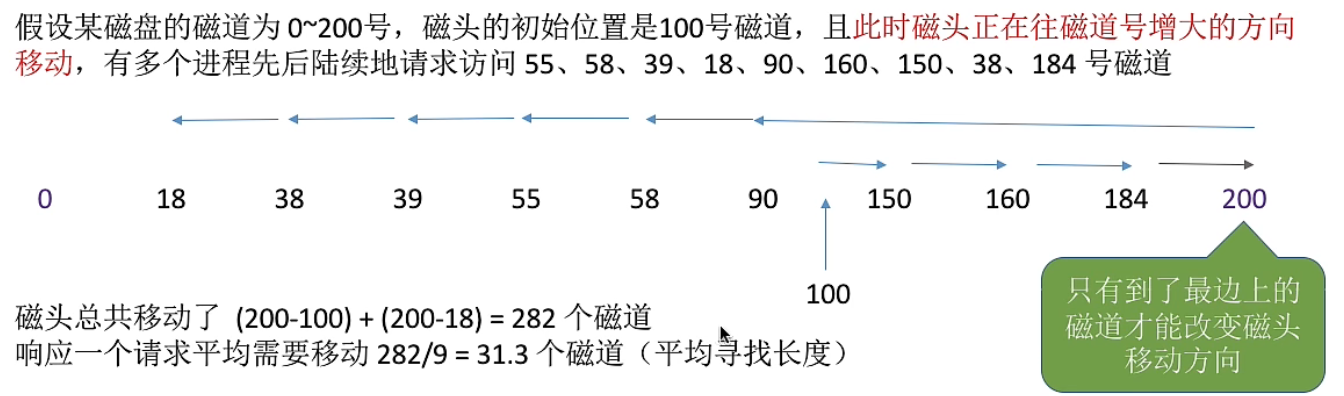 假设某磁盘的磁道为 0~200号，磁头的初始位置是100号磁道，且此时磁头正在往磁道号增大的方向
移动，有多个进程先后陆续地请求访问 55、58、39、18、90、160、150、38、184 号磁道
0 18 38 39 55 58 90 150 160 184 200
100
只有到了最边上的
磁道才能改变磁头
移动方向
磁头总共移动了 (200-100) + (200-18) = 282 个磁道
响应一个请求平均需要移动 282/9 = 31.3 个磁道（平均寻找长度）